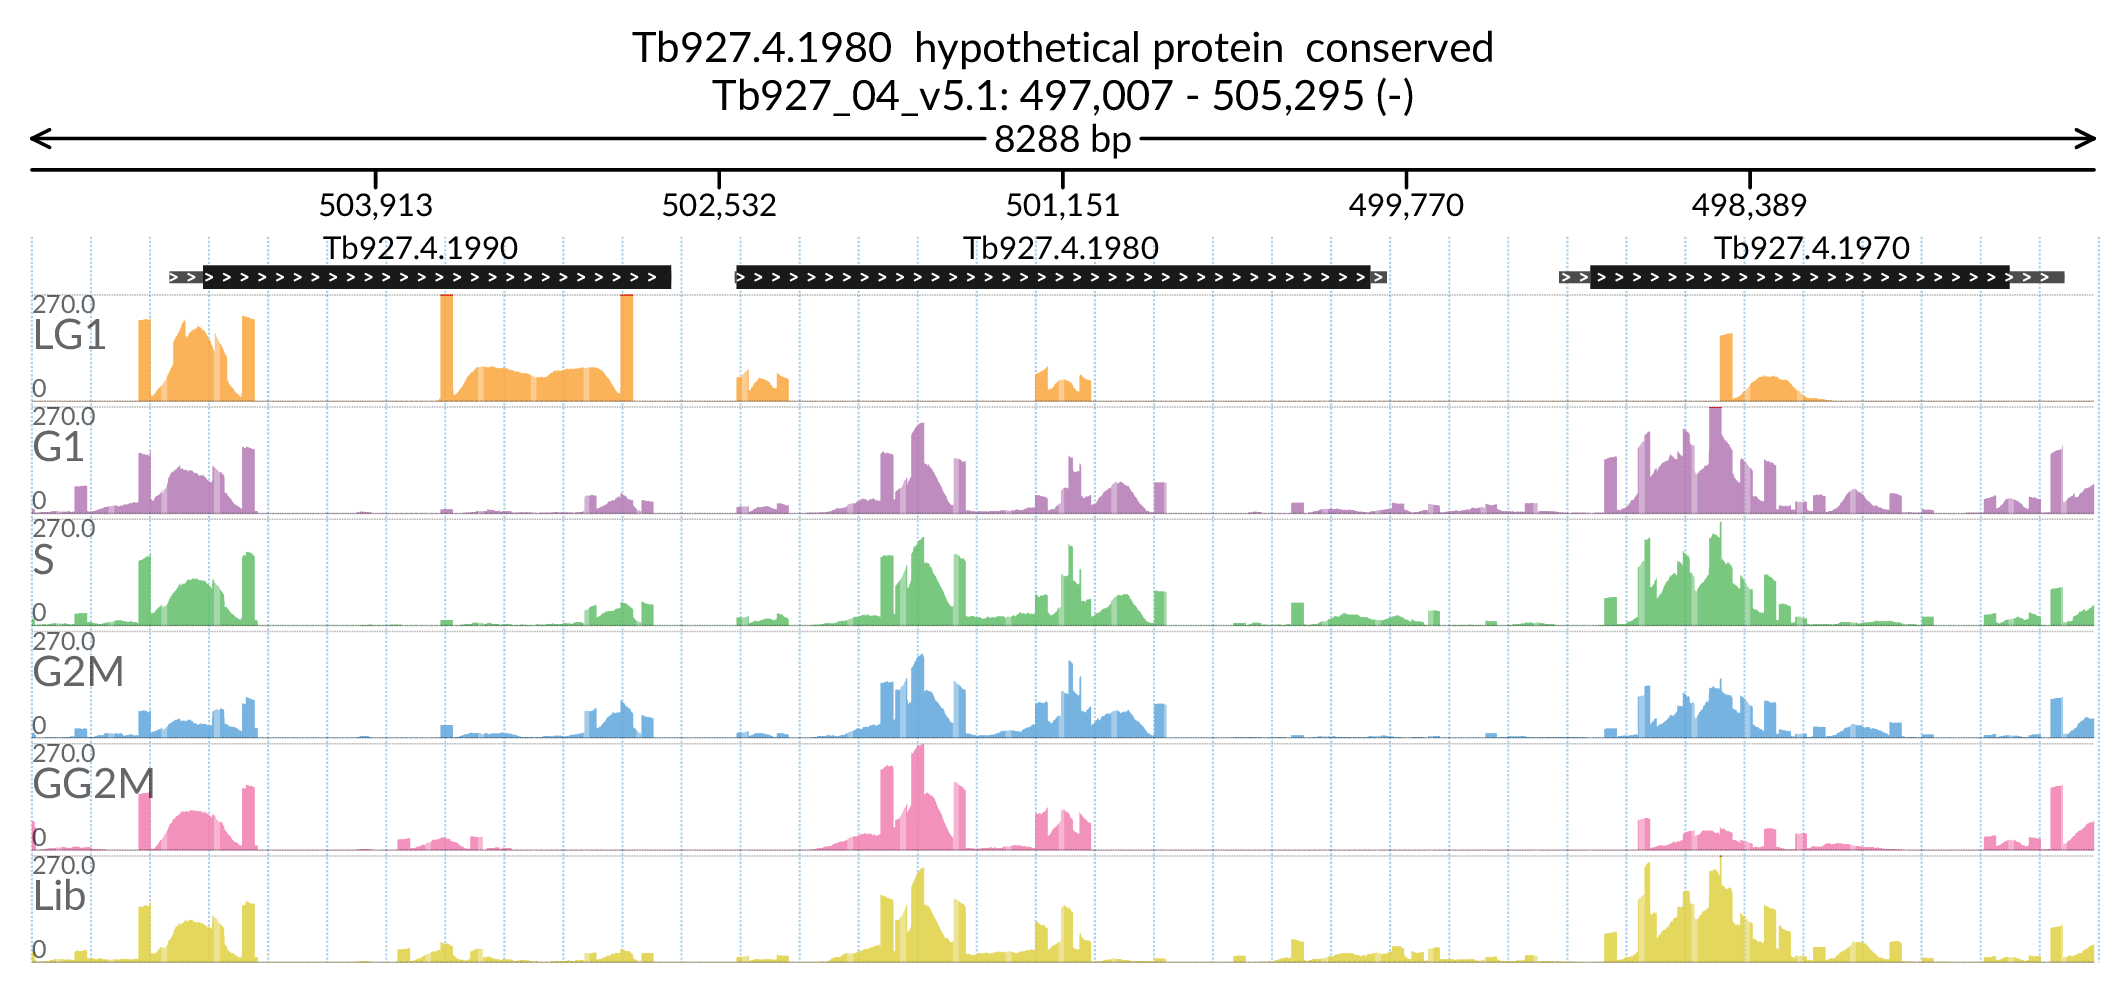 Tb927.4.1980  hypothetical protein  conserved
Tb927_04_v5.1: 497,007 - 505,295 (-)
8288 bp
503,913 502,532 501,151 499,770 498,389
Tb927.4.1990 Tb927.4.1980 Tb927.4.1970
270.0
LG1
0
270.0
G1
0
270.0
S
0
270.0
G2M
0
270.0
GG2M
0
270.0
Lib
0